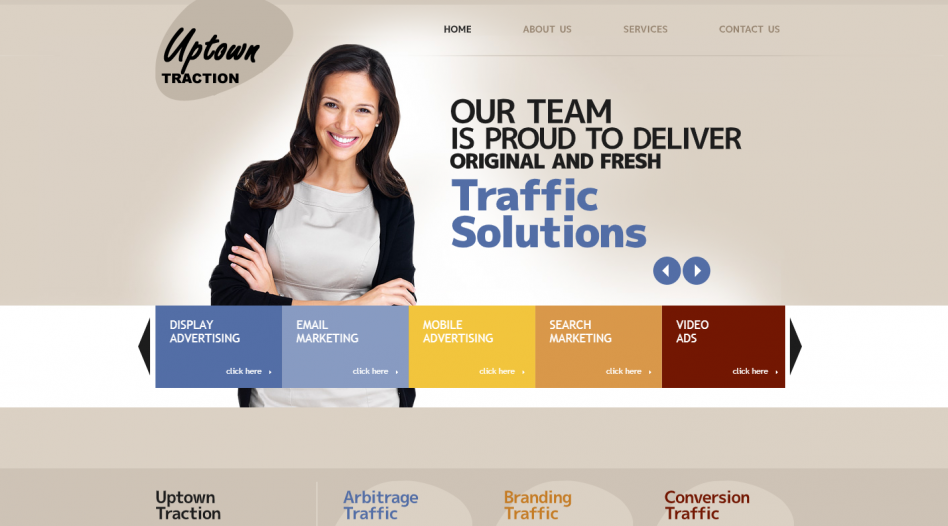 Uptown
TRACTION
HOME
ABOUT US
SERVICES
CONTACT US
OUR TEAM
IS PROUD TO DELIVER
ORIGINAL AND FRESH
Traffic
Solutions
DISPLAY
ADVERTISING
click here
EMAIL
MARKETING
click here
MOBILE
ADVERTISING
click here
SEARCH
MARKETING
click here
VIDEO
ADS
click here
Uptown
Traction
Arbitrage
Traffic
Branding
Traffic
Conversion
Traffic